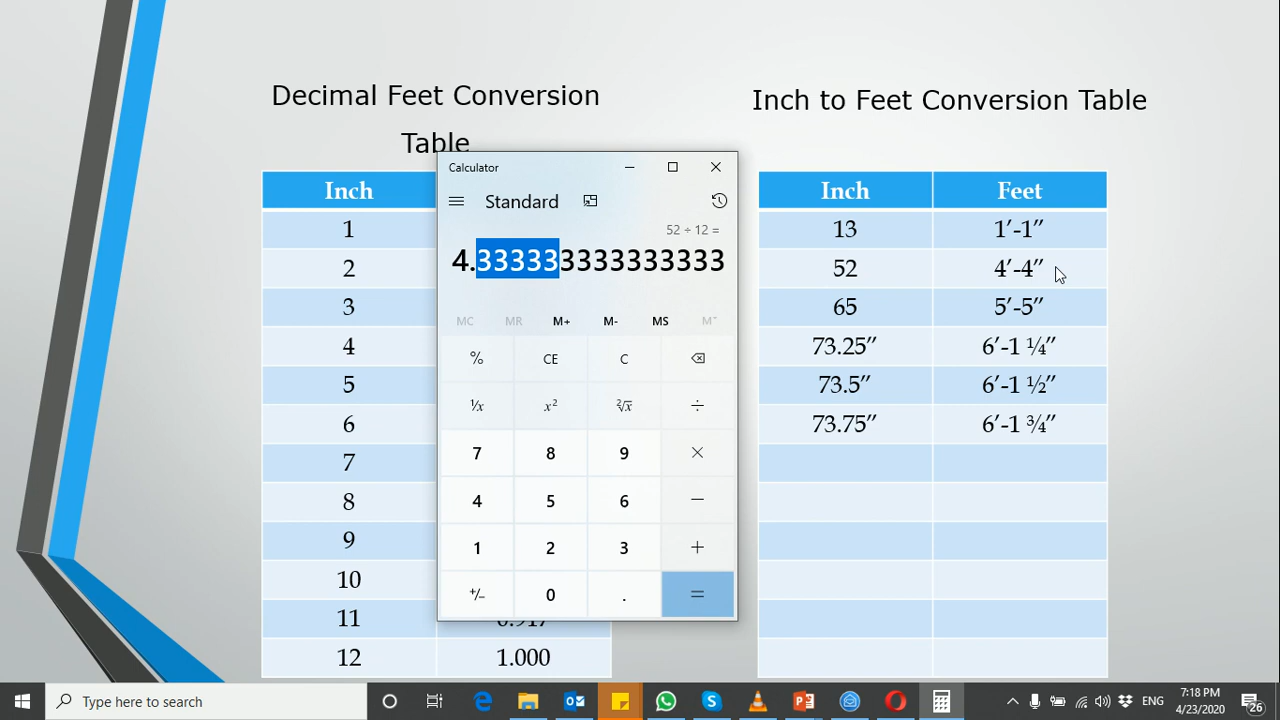 Decimal Feet Conversion
Table
Inch to Feet Conversion Table
Inch
1
2
3
4
5
6
7
8
9
10
11
12 1.000
Calculator
Standard
52 ÷ 12 =
4.3333333333333333
MC MR M+ M- MS M˅
% CE C
¹/x x² ²√x ÷
7 8 9 ×
4 5 6 −
1 2 3 +
+/− 0 . =
Inch Feet
13 1’-1”
52 4’-4”
65 5’-5”
73.25” 6’-1 ¼”
73.5” 6’-1 ½”
73.75” 6’-1 ¾”
Type here to search
ENG
7:18 PM
4/23/2020
26